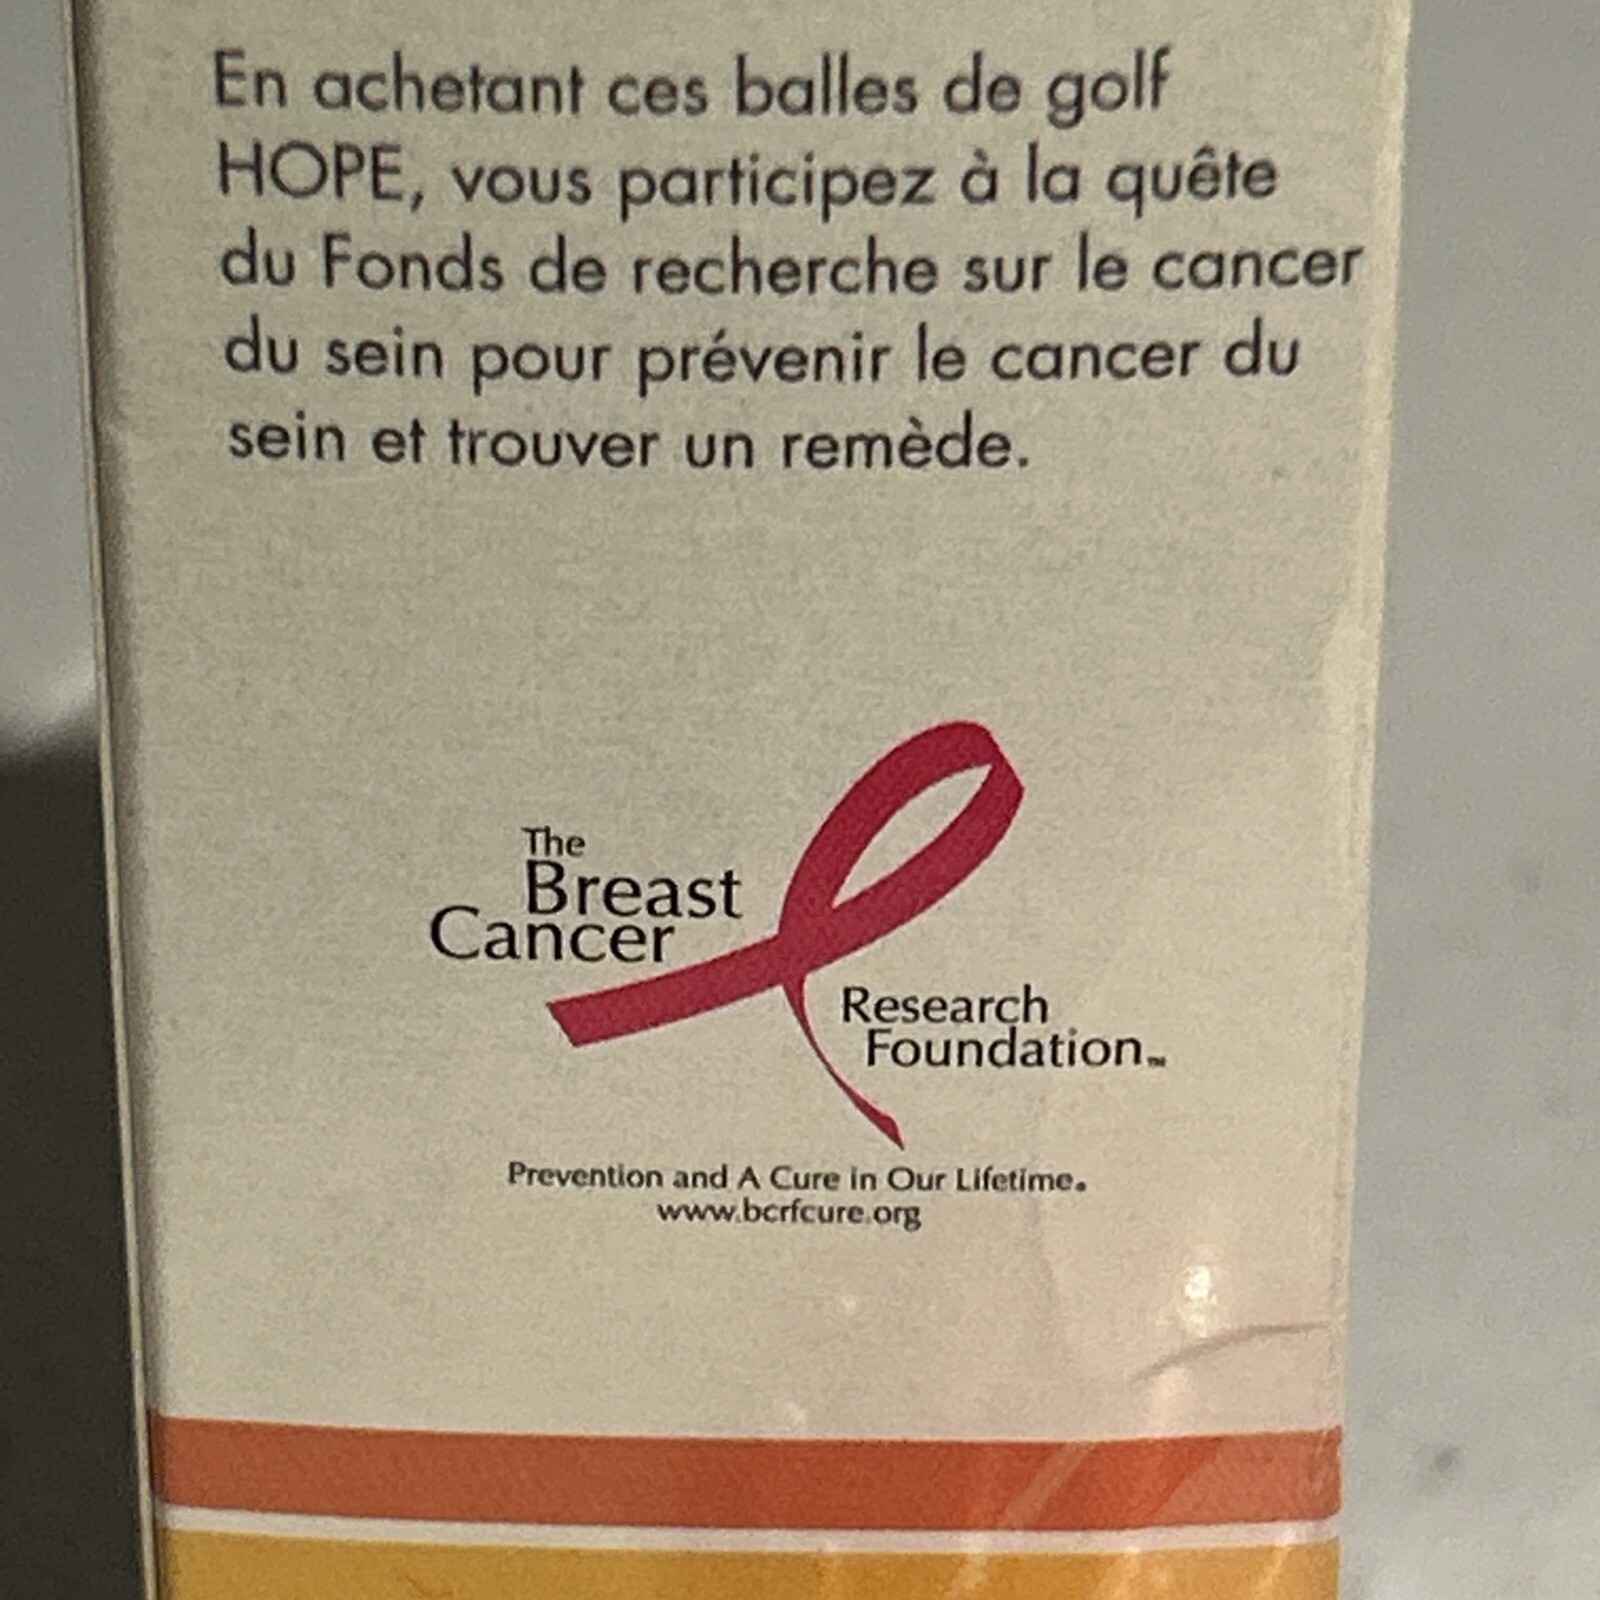 En achetant ces balles de golf
HOPE, vous participez à la quête
du Fonds de recherche sur le cancer
du sein pour prévenir le cancer du
sein et trouver un remède.
The
Breast
Cancer
Research
Foundation™
Prevention and A Cure in Our Lifetime.
www.bcrfcure.org